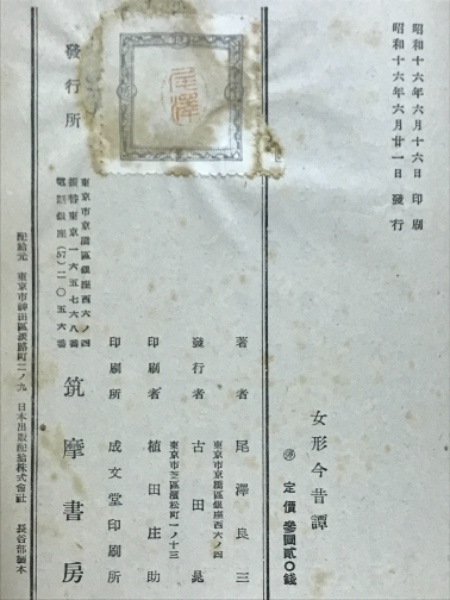 昭和十六年六月十六日 印刷
昭和十六年六月廿一日 發行
女形今昔譚
停 定價 參圓貳〇錢
著者 尾澤良三
東京市京橋區銀座西六ノ四
發行者 古田晁
東京市芝區濱松町一ノ十三
印刷者 植田庄助
印刷所 成文堂印刷所
尾澤
發行所
東京市京橋區銀座西六ノ四
振替東京一六五七六八番
電話銀座(57)二〇五六番
筑摩書房
配給元 東京市神田區淡路町二ノ九 日本出版配給株式會社
長谷部製本